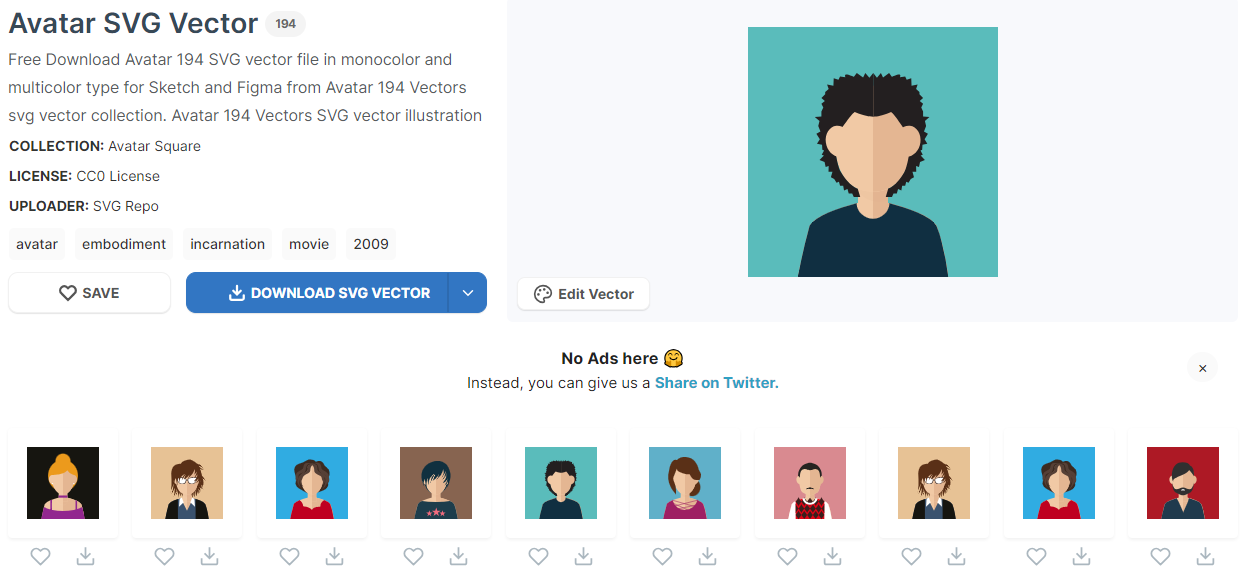 Avatar SVG Vector 194
Free Download Avatar 194 SVG vector file in monocolor and
multicolor type for Sketch and Figma from Avatar 194 Vectors
svg vector collection. Avatar 194 Vectors SVG vector illustration
COLLECTION: Avatar Square
LICENSE: CC0 License
UPLOADER: SVG Repo
avatar embodiment incarnation movie 2009
SAVE DOWNLOAD SVG VECTOR
Edit Vector
No Ads here 🤗
Instead, you can give us a Share on Twitter.